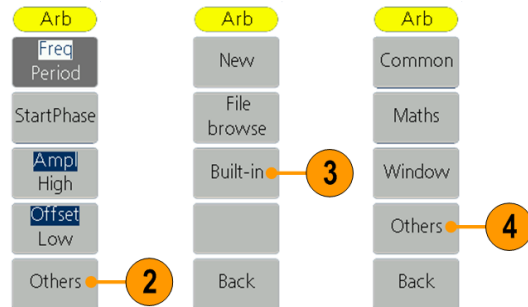 Arb
Freq
Period
StartPhase
Ampl
High
Offset
Low
Others
2
Arb
New
File
browse
Built-in
3
Back
Arb
Common
Maths
Window
Others
4
Back